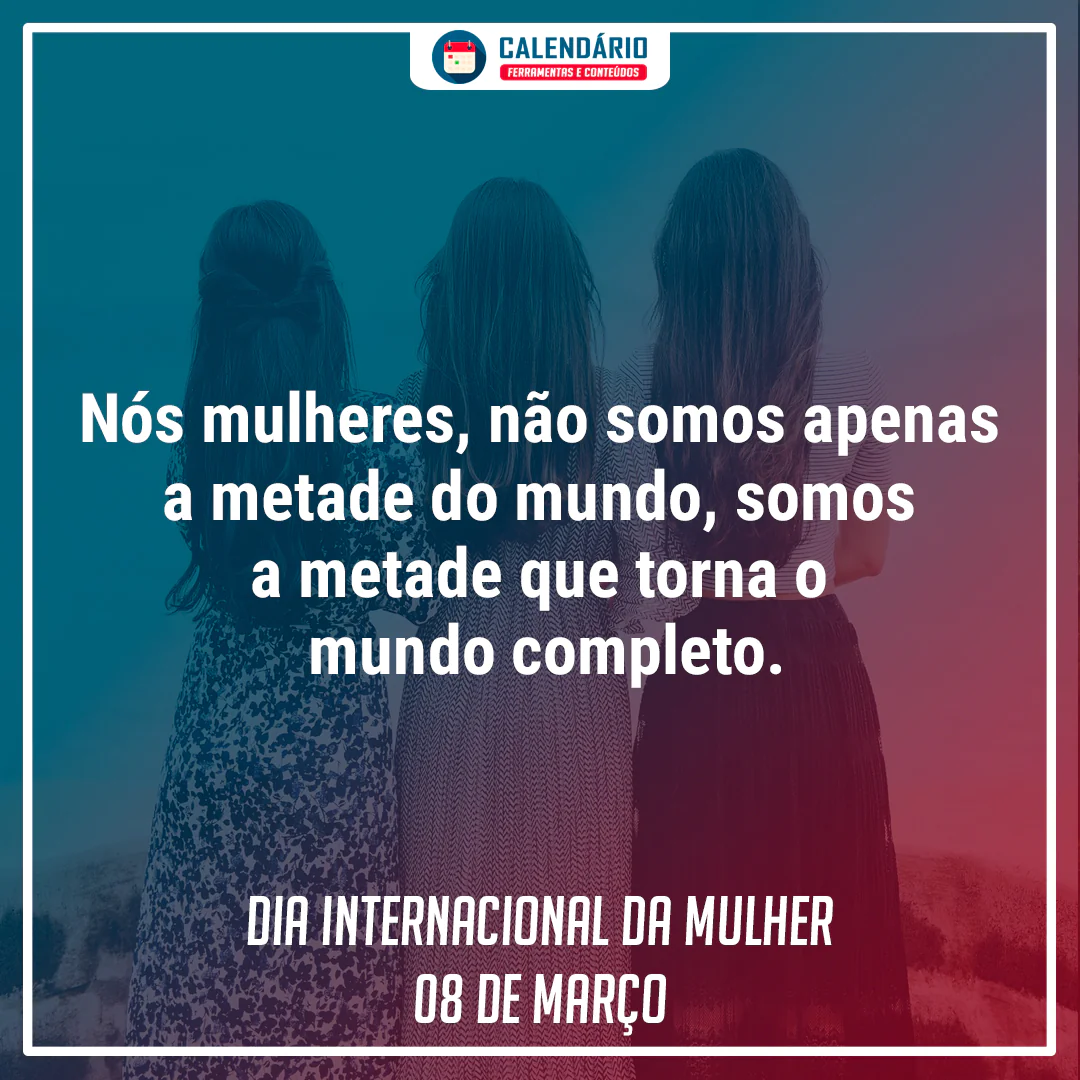 CALENDÁRIO
FERRAMENTAS E CONTEÚDOS
Nós mulheres, não somos apenas
a metade do mundo, somos
a metade que torna o
mundo completo.
DIA INTERNACIONAL DA MULHER
08 DE MARÇO